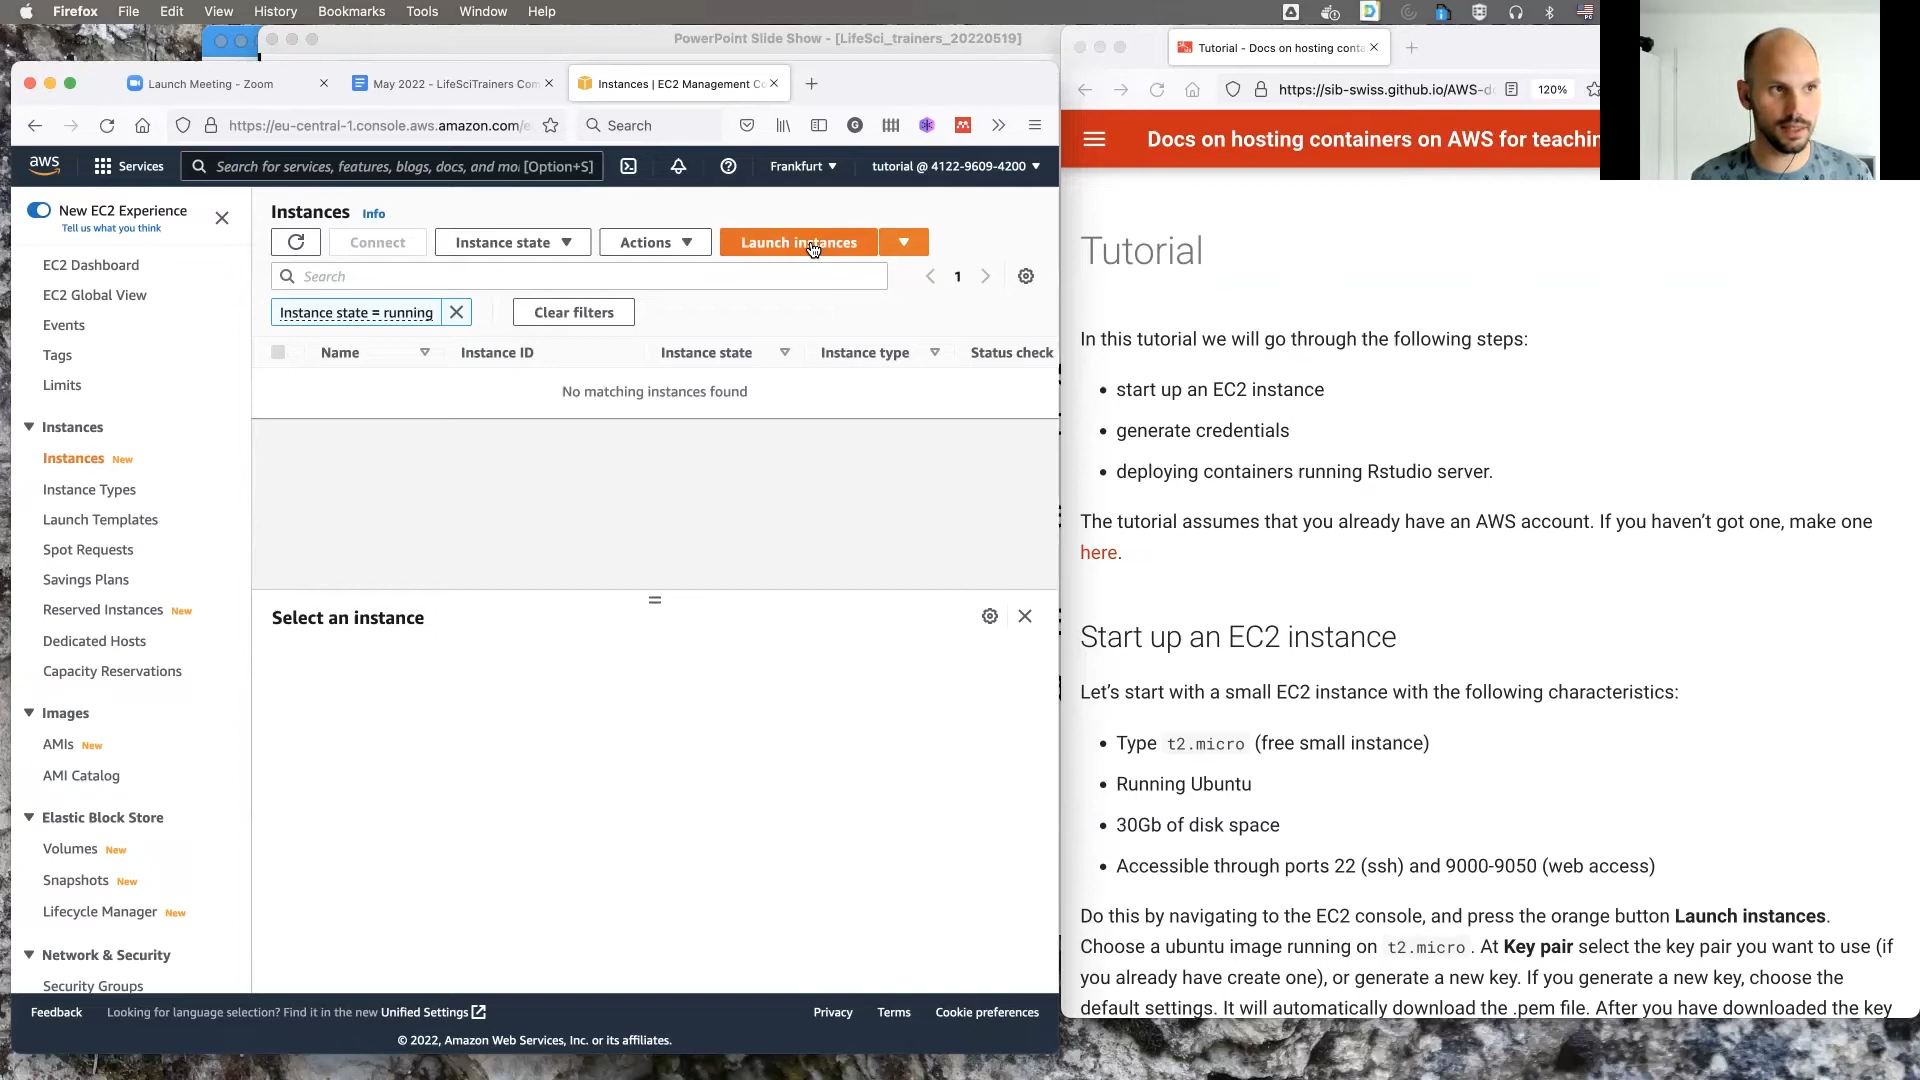 Firefox File Edit View History Bookmarks Tools Window Help
PowerPoint Slide Show - [LifeSci_trainers_20220519]
Launch Meeting - Zoom
May 2022 - LifeSciTrainers Com
Instances | EC2 Management Co
https://eu-central-1.console.aws.amazon.com/e
Search
aws
Services
Search for services, features, blogs, docs, and mo [Option+S]
Frankfurt
tutorial @ 4122-9609-4200
New EC2 Experience
Tell us what you think
EC2 Dashboard
EC2 Global View
Events
Tags
Limits
Instances
Instances New
Instance Types
Launch Templates
Spot Requests
Savings Plans
Reserved Instances New
Dedicated Hosts
Capacity Reservations
Images
AMIs New
AMI Catalog
Elastic Block Store
Volumes New
Snapshots New
Lifecycle Manager New
Network & Security
Security Groups
Instances Info
Connect
Instance state
Actions
Launch instances
Search
1
Instance state = running
Clear filters
Name
Instance ID
Instance state
Instance type
Status check
No matching instances found
Select an instance
Feedback
Looking for language selection? Find it in the new Unified Settings
Privacy
Terms
Cookie preferences
© 2022, Amazon Web Services, Inc. or its affiliates.
Tutorial - Docs on hosting conta
https://sib-swiss.github.io/AWS-d
120%
Docs on hosting containers on AWS for teachin
Tutorial
In this tutorial we will go through the following steps:
• start up an EC2 instance
• generate credentials
• deploying containers running Rstudio server.
The tutorial assumes that you already have an AWS account. If you haven’t got one, make one
here.
Start up an EC2 instance
Let’s start with a small EC2 instance with the following characteristics:
• Type t2.micro (free small instance)
• Running Ubuntu
• 30Gb of disk space
• Accessible through ports 22 (ssh) and 9000-9050 (web access)
Do this by navigating to the EC2 console, and press the orange button Launch instances.
Choose a ubuntu image running on t2.micro . At Key pair select the key pair you want to use (if
you already have create one), or generate a new key. If you generate a new key, choose the
default settings. It will automatically download the .pem file. After you have downloaded the key